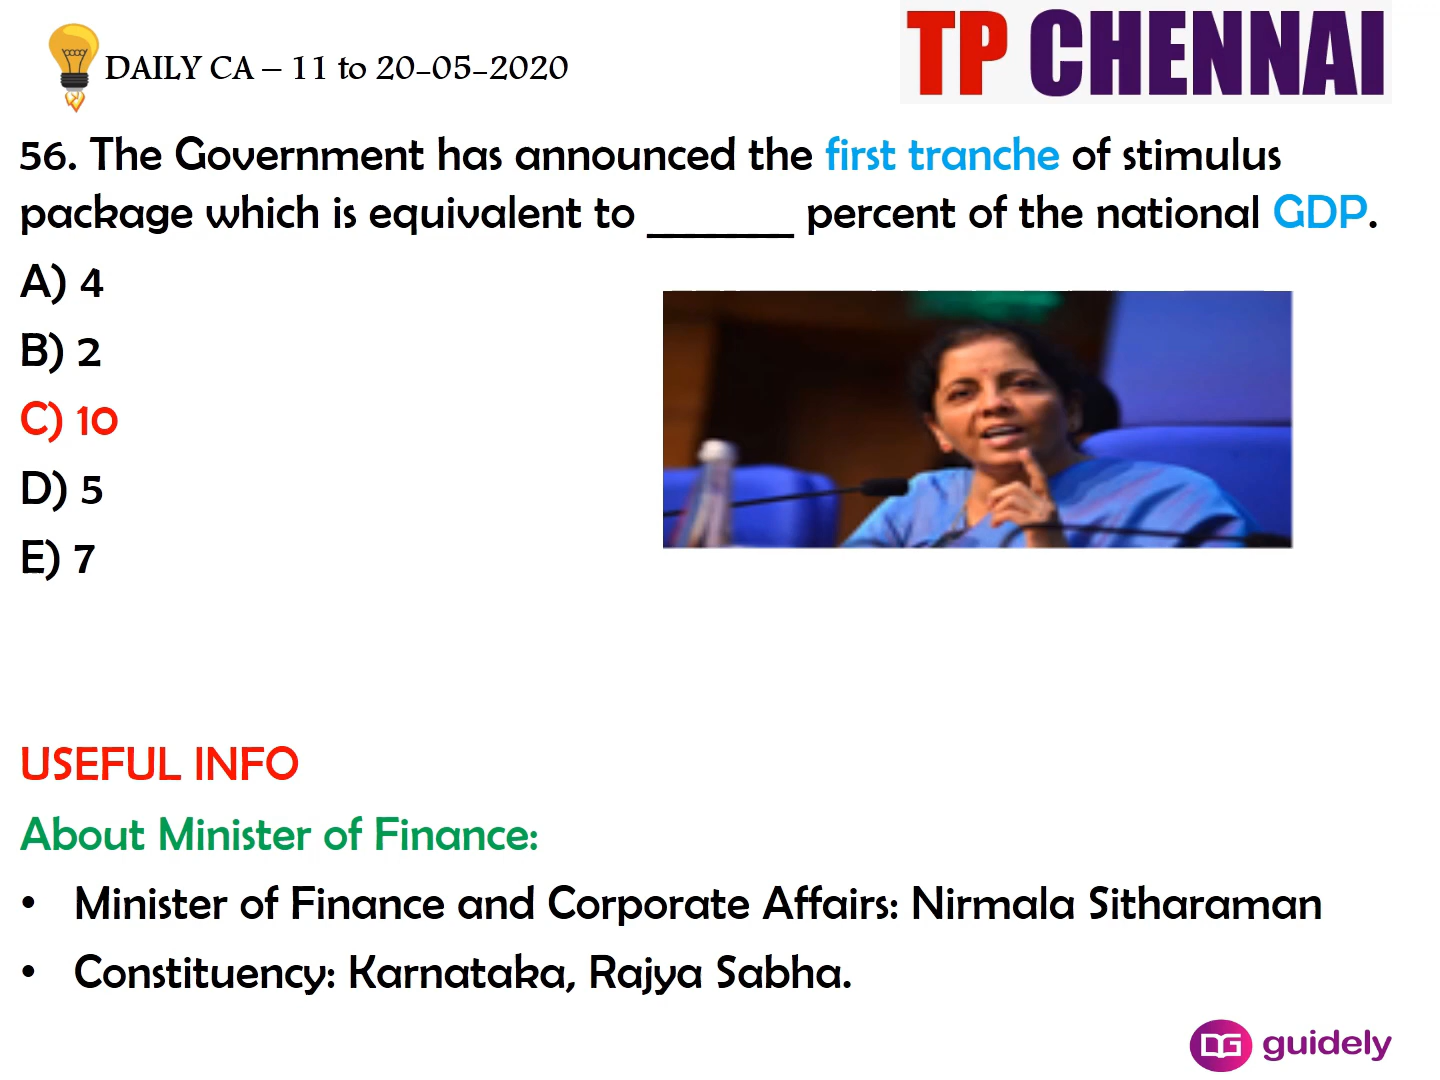 DAILY CA – 11 to 20-05-2020
TP CHENNAI
56. The Government has announced the first tranche of stimulus
package which is equivalent to ______ percent of the national GDP.
A) 4
B) 2
C) 10
D) 5
E) 7
USEFUL INFO
About Minister of Finance:
• Minister of Finance and Corporate Affairs: Nirmala Sitharaman
• Constituency: Karnataka, Rajya Sabha.
DG guidely